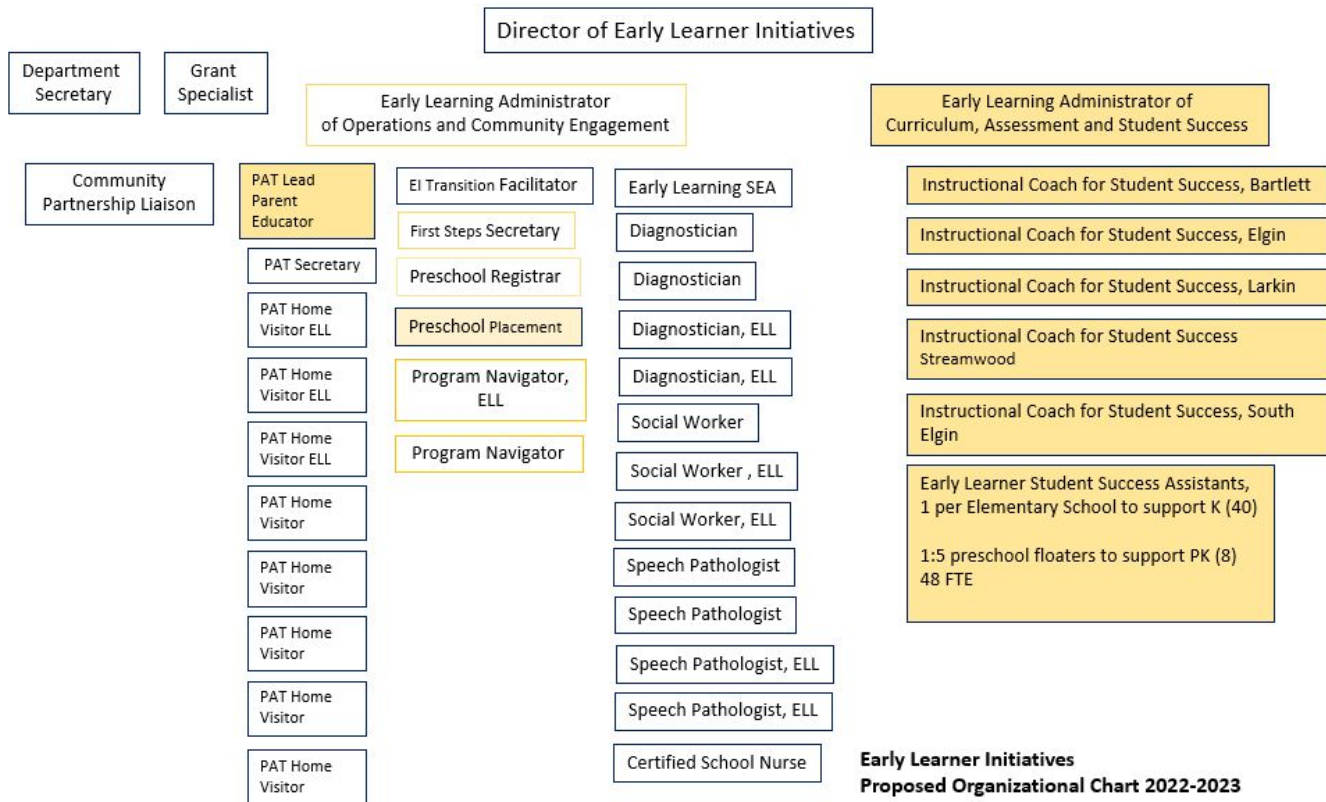 Director of Early Learner Initiatives
Department
Secretary
Grant
Specialist
Early Learning Administrator
of Operations and Community Engagement
Early Learning Administrator of
Curriculum, Assessment and Student Success
Community
Partnership Liaison
PAT Lead
Parent
Educator
PAT Secretary
PAT Home
Visitor ELL
PAT Home
Visitor ELL
PAT Home
Visitor ELL
PAT Home
Visitor
PAT Home
Visitor
PAT Home
Visitor
PAT Home
Visitor
PAT Home
Visitor
EI Transition Facilitator
First Steps Secretary
Preschool Registrar
Preschool Placement
Program Navigator,
ELL
Program Navigator
Early Learning SEA
Diagnostician
Diagnostician
Diagnostician, ELL
Diagnostician, ELL
Social Worker
Social Worker , ELL
Social Worker, ELL
Speech Pathologist
Speech Pathologist
Speech Pathologist, ELL
Speech Pathologist, ELL
Certified School Nurse
Instructional Coach for Student Success, Bartlett
Instructional Coach for Student Success, Elgin
Instructional Coach for Student Success, Larkin
Instructional Coach for Student Success
Streamwood
Instructional Coach for Student Success, South
Elgin
Early Learner Student Success Assistants,
1 per Elementary School to support K (40)
1:5 preschool floaters to support PK (8)
48 FTE
Early Learner Initiatives
Proposed Organizational Chart 2022-2023